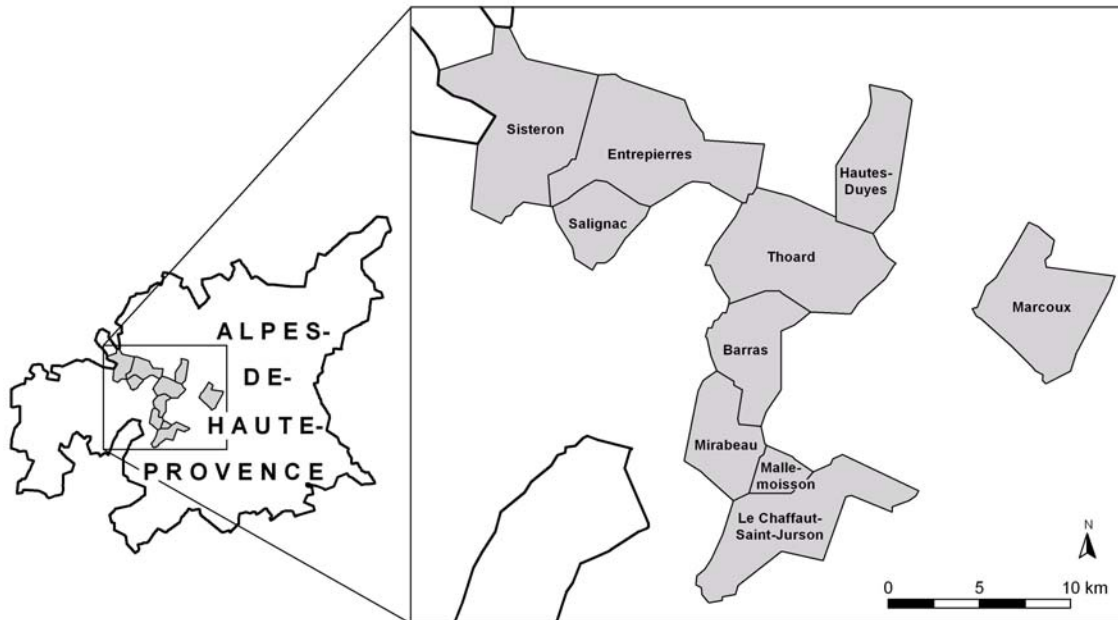 Sisteron
Entrepierres
Hautes-
Duyes
Salignac
Thoard
Marcoux
Barras
Mirabeau
Malle-
moisson
Le Chaffaut-
Saint-Jurson
ALPES-
DE-
HAUTE-
PROVENCE
N
0 5 10 km